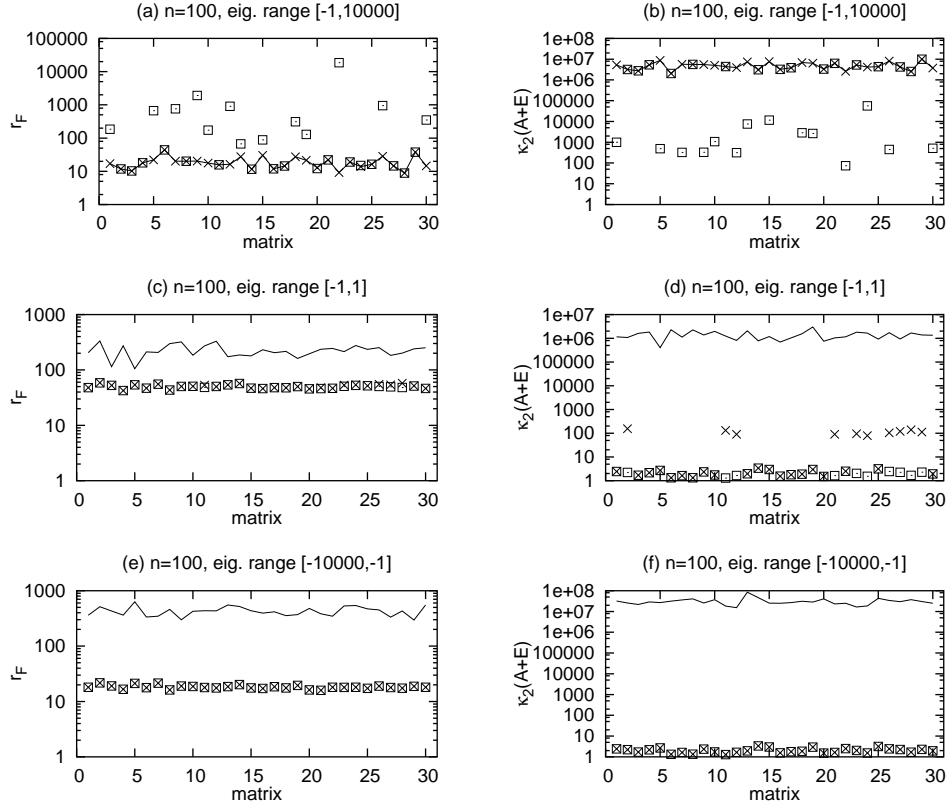 (a) n=100, eig. range [-1,10000]
100000
10000
1000
100
10
1
r_F
0 5 10 15 20 25 30
matrix
(b) n=100, eig. range [-1,10000]
1e+08
1e+07
1e+06
100000
10000
1000
100
10
1
κ_2(A+E)
0 5 10 15 20 25 30
matrix
(c) n=100, eig. range [-1,1]
1000
100
10
1
r_F
0 5 10 15 20 25 30
matrix
(d) n=100, eig. range [-1,1]
1e+07
1e+06
100000
10000
1000
100
10
1
κ_2(A+E)
0 5 10 15 20 25 30
matrix
(e) n=100, eig. range [-10000,-1]
1000
100
10
1
r_F
0 5 10 15 20 25 30
matrix
(f) n=100, eig. range [-10000,-1]
1e+08
1e+07
1e+06
100000
10000
1000
100
10
1
κ_2(A+E)
0 5 10 15 20 25 30
matrix